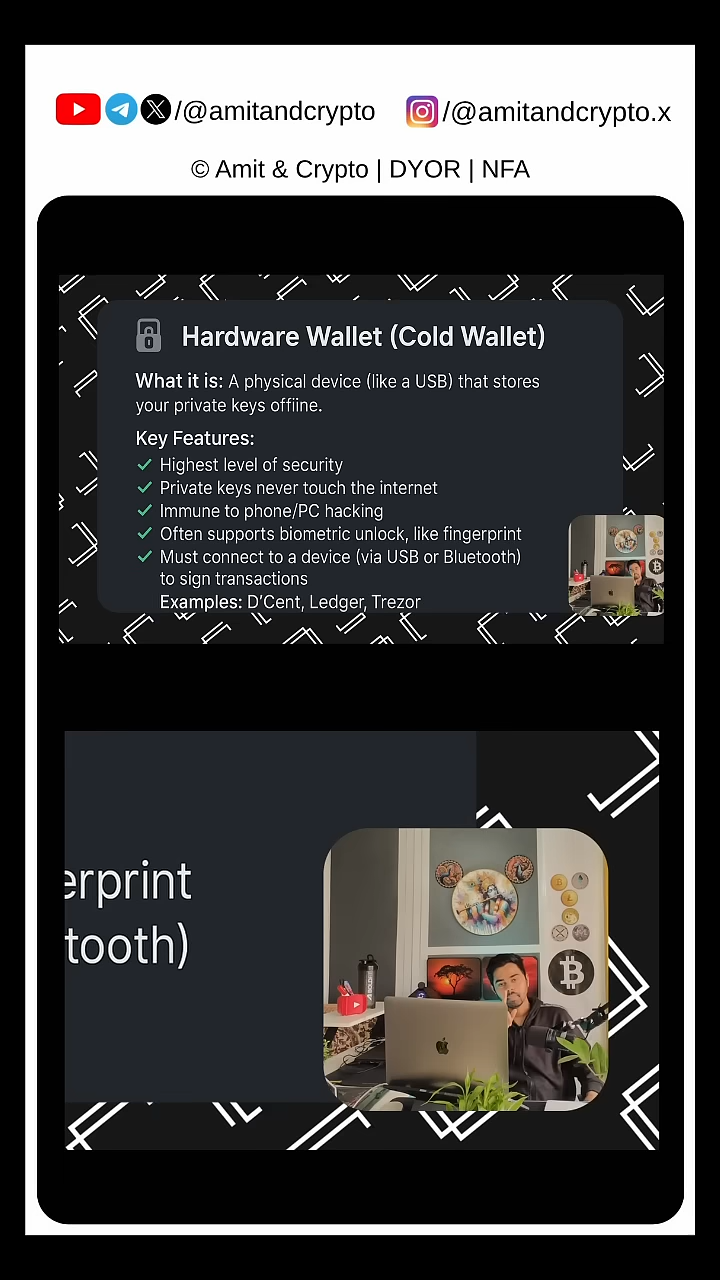 /@amitandcrypto /@amitandcrypto.x
© Amit & Crypto | DYOR | NFA
Hardware Wallet (Cold Wallet)
What it is: A physical device (like a USB) that stores
your private keys offline.
Key Features:
Highest level of security
Private keys never touch the internet
Immune to phone/PC hacking
Often supports biometric unlock, like fingerprint
Must connect to a device (via USB or Bluetooth)
to sign transactions
Examples: D'Cent, Ledger, Trezor
erprint
tooth)